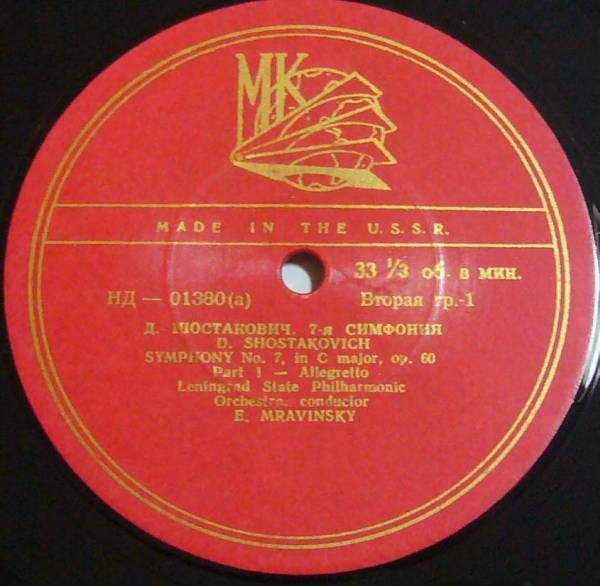 МК
MADE IN THE U.S.S.R.
33 1/3 об. в мин.
НД — 01380(а) Вторая гр.-1
Д. ШОСТАКОВИЧ. 7-я СИМФОНИЯ
D. SHOSTAKOVICH
SYMPHONY No. 7, in C major, op. 60
Part I — Allegretto
Leningrad State Philharmonic
Orchestra, conductor
E. MRAVINSKY